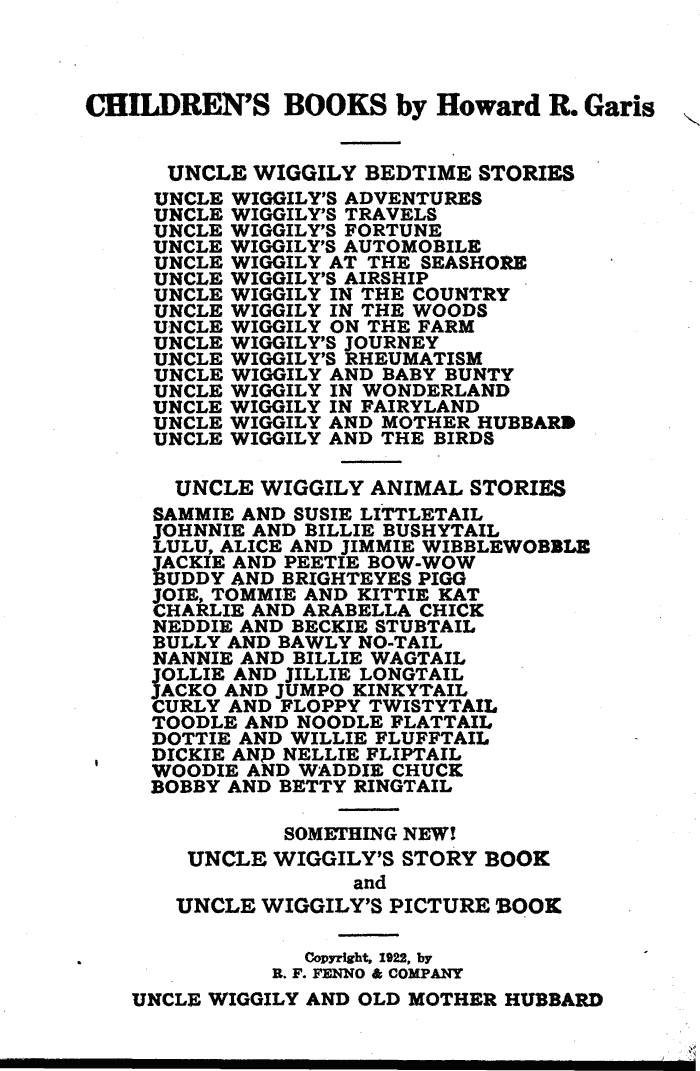 CHILDREN'S BOOKS by Howard R. Garis
UNCLE WIGGILY BEDTIME STORIES
UNCLE WIGGILY'S ADVENTURES
UNCLE WIGGILY'S TRAVELS
UNCLE WIGGILY'S FORTUNE
UNCLE WIGGILY'S AUTOMOBILE
UNCLE WIGGILY AT THE SEASHORE
UNCLE WIGGILY'S AIRSHIP
UNCLE WIGGILY IN THE COUNTRY
UNCLE WIGGILY IN THE WOODS
UNCLE WIGGILY ON THE FARM
UNCLE WIGGILY'S JOURNEY
UNCLE WIGGILY'S RHEUMATISM
UNCLE WIGGILY AND BABY BUNTY
UNCLE WIGGILY IN WONDERLAND
UNCLE WIGGILY IN FAIRYLAND
UNCLE WIGGILY AND MOTHER HUBBARD
UNCLE WIGGILY AND THE BIRDS
UNCLE WIGGILY ANIMAL STORIES
SAMMIE AND SUSIE LITTLETAIL
JOHNNIE AND BILLIE BUSHYTAIL
LULU, ALICE AND JIMMIE WIBBLEWOBBLE
JACKIE AND PEETIE BOW-WOW
BUDDY AND BRIGHTEYES PIGG
JOIE, TOMMIE AND KITTIE KAT
CHARLIE AND ARABELLA CHICK
NEDDIE AND BECKIE STUBTAIL
BULLY AND BAWLY NO-TAIL
NANNIE AND BILLIE WAGTAIL
JOLLIE AND JILLIE LONGTAIL
JACKO AND JUMPO KINKYTAIL
CURLY AND FLOPPY TWISTYTAIL
TOODLE AND NOODLE FLATTAIL
DOTTIE AND WILLIE FLUFFTAIL
DICKIE AND NELLIE FLIPTAIL
WOODIE AND WADDIE CHUCK
BOBBY AND BETTY RINGTAIL
SOMETHING NEW!
UNCLE WIGGILY'S STORY BOOK
and
UNCLE WIGGILY'S PICTURE BOOK
Copyright, 1922, by
R. F. FENNO & COMPANY
UNCLE WIGGILY AND OLD MOTHER HUBBARD